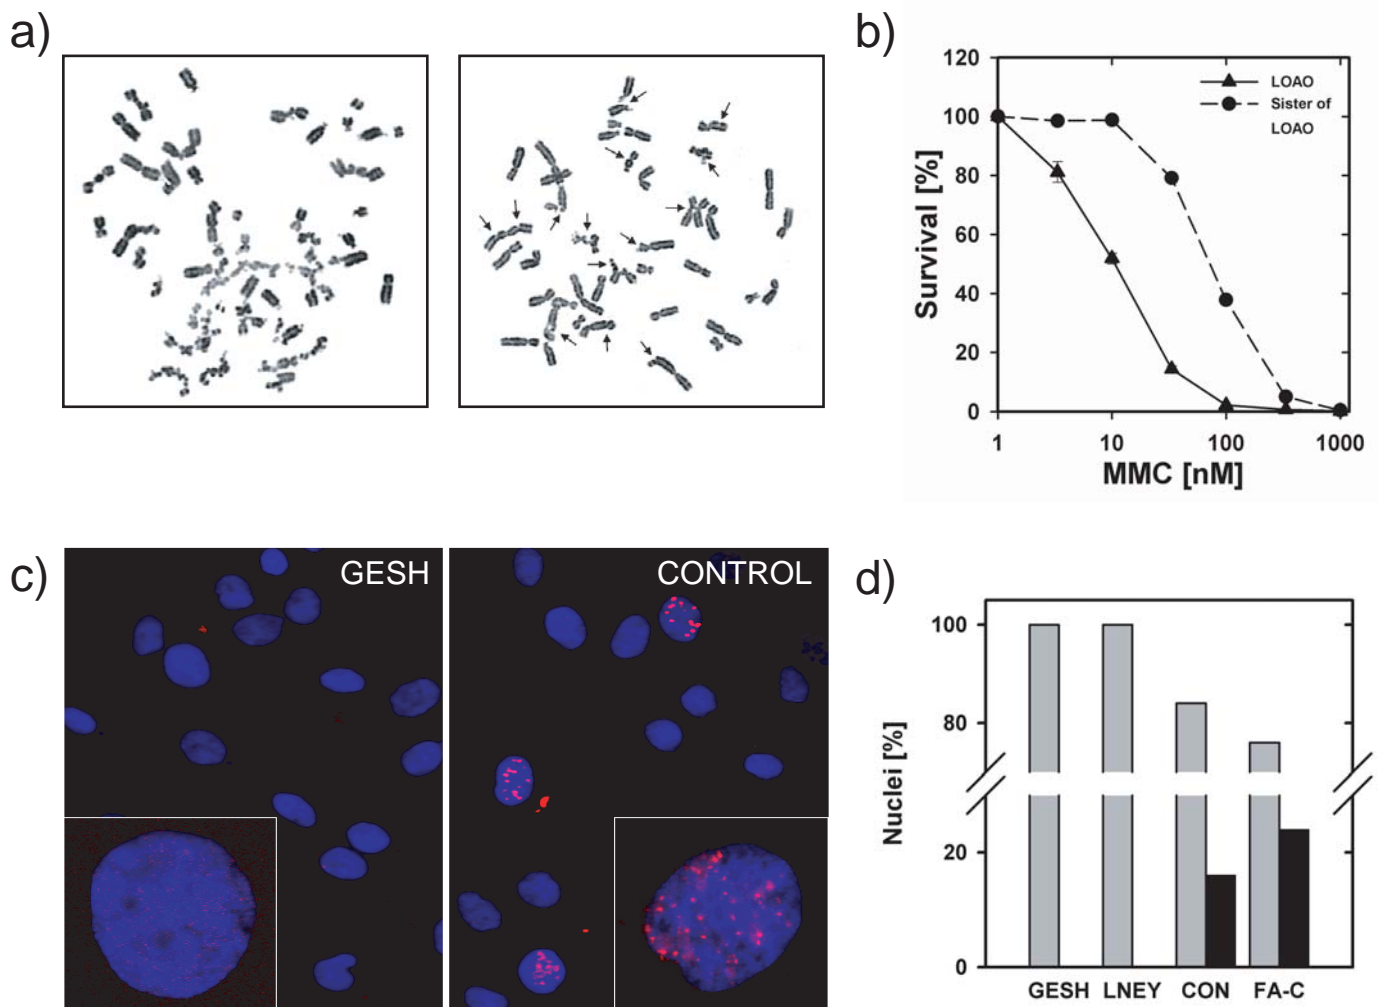 a)
b)
120
100
80
60
40
20
0
Survival [%]
LOAO
Sister of
LOAO
1
10
100
1000
MMC [nM]
c)
GESH
CONTROL
d)
100
80
20
0
Nuclei [%]
GESH
LNEY
CON
FA-C